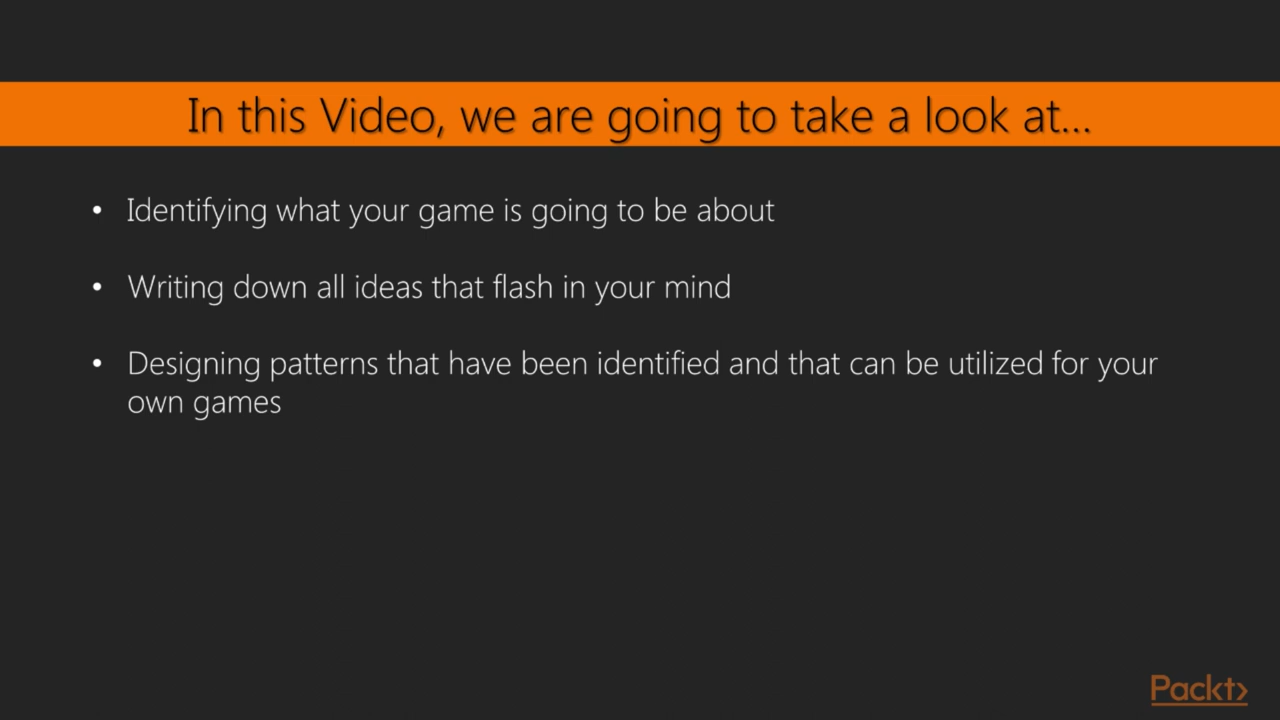 In this Video, we are going to take a look at...
• Identifying what your game is going to be about
• Writing down all ideas that flash in your mind
• Designing patterns that have been identified and that can be utilized for your
own games
Packt>